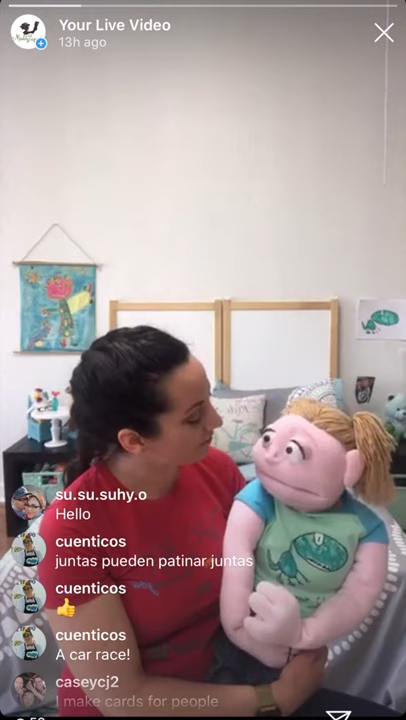 Your Live Video
13h ago
su.su.suhy.o
Hello
cuenticos
juntas pueden patinar juntas
cuenticos
👍
cuenticos
A car race!
caseycj2
I make cards for people